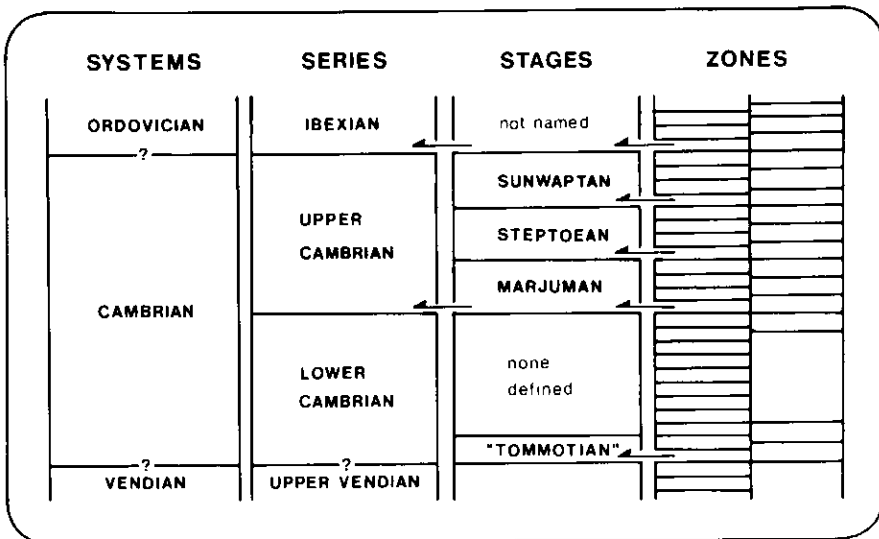 SYSTEMS SERIES STAGES ZONES
ORDOVICIAN IBEXIAN not named
?
SUNWAPTAN
UPPER
CAMBRIAN
STEPTOEAN
MARJUMAN
CAMBRIAN
LOWER
CAMBRIAN
none
defined
"TOMMOTIAN"
? ?
VENDIAN UPPER VENDIAN